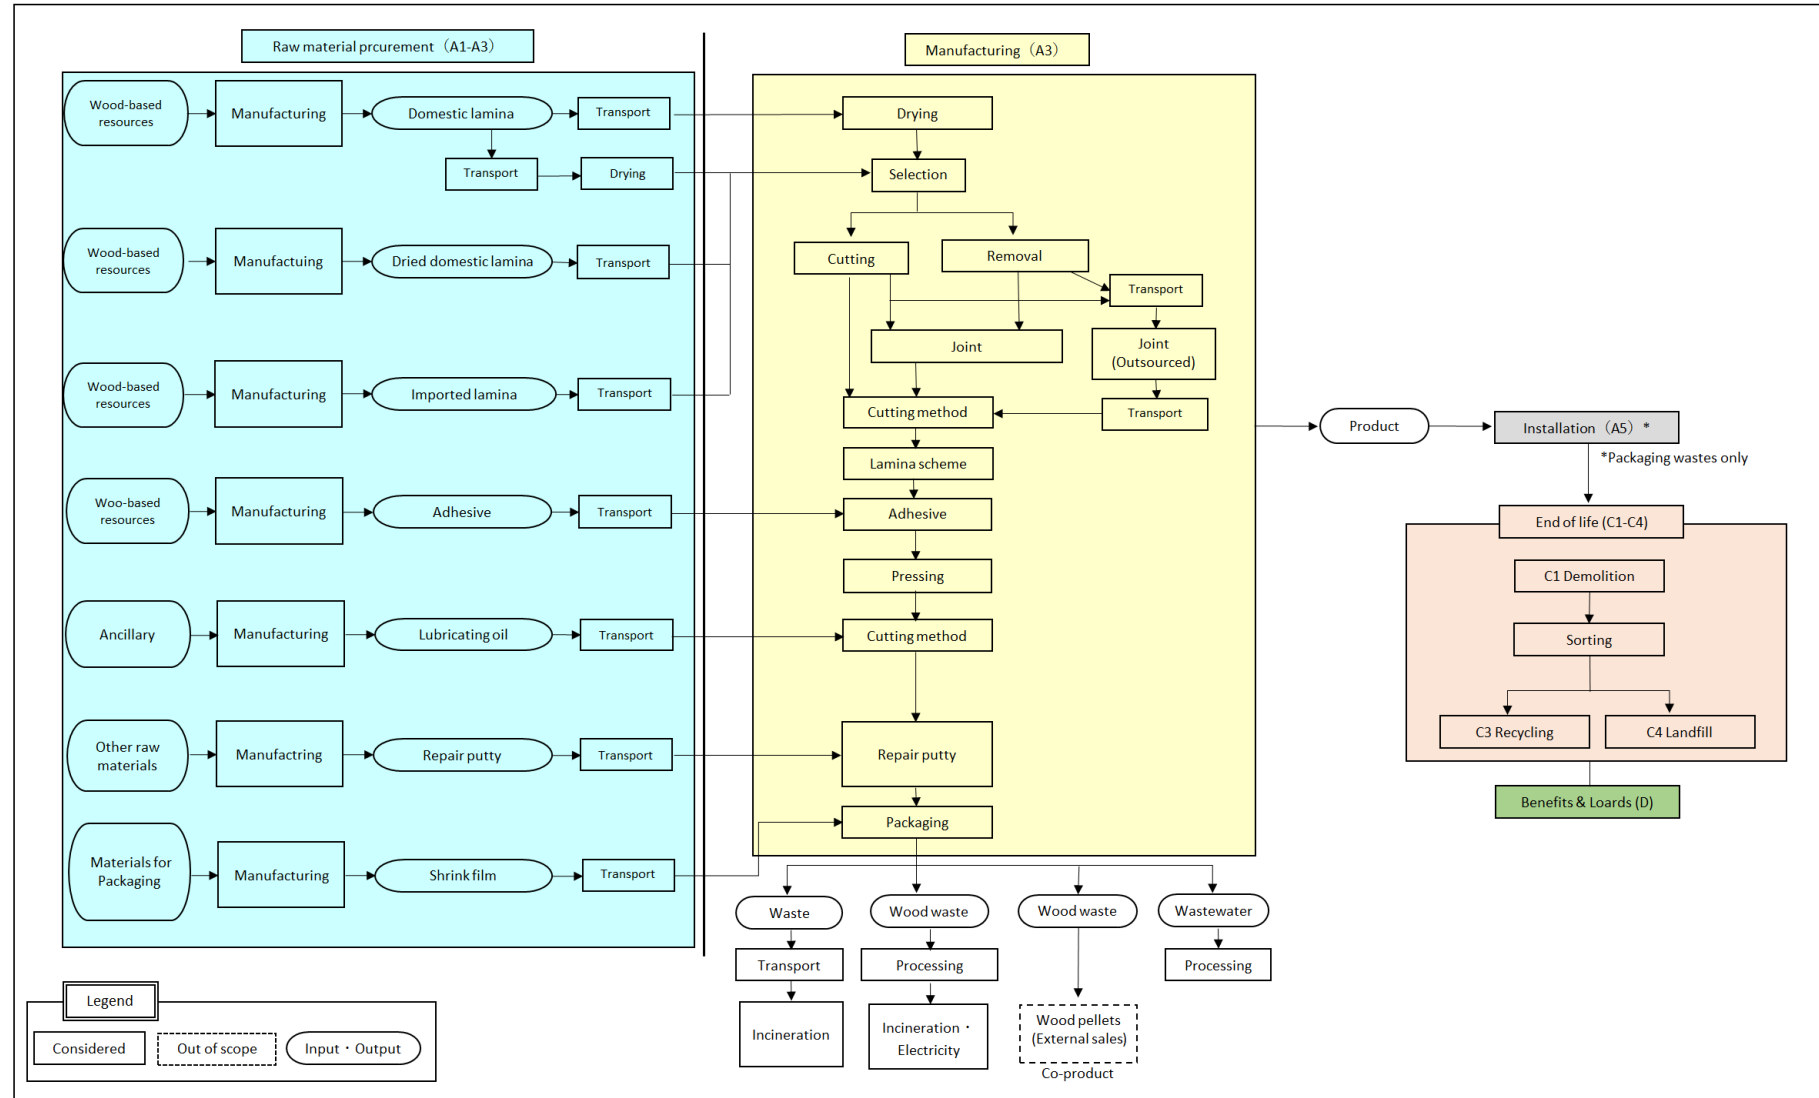 Raw material prcurement（A1-A3）
Wood-based
resources
Manufacturing
Domestic lamina
Transport
Transport
Drying
Wood-based
resources
Manufactuing
Dried domestic lamina
Transport
Wood-based
resources
Manufacturing
Imported lamina
Transport
Woo-based
resources
Manufacturing
Adhesive
Transport
Ancillary
Manufacturing
Lubricating oil
Transport
Other raw
materials
Manufactring
Repair putty
Transport
Materials for
Packaging
Manufacturing
Shrink film
Transport
Manufacturing（A3）
Drying
Selection
Cutting
Removal
Transport
Joint
Joint
(Outsourced)
Cutting method
Transport
Lamina scheme
Adhesive
Pressing
Cutting method
Repair putty
Packaging
Waste
Wood waste
Wood waste
Wastewater
Transport
Processing
Processing
Incineration
Incineration・
Electricity
Wood pellets
(External sales)
Co-product
Product
Installation（A5）*
*Packaging wastes only
End of life (C1-C4)
C1 Demolition
Sorting
C3 Recycling
C4 Landfill
Benefits & Loards (D)
Legend
Considered
Out of scope
Input・Output